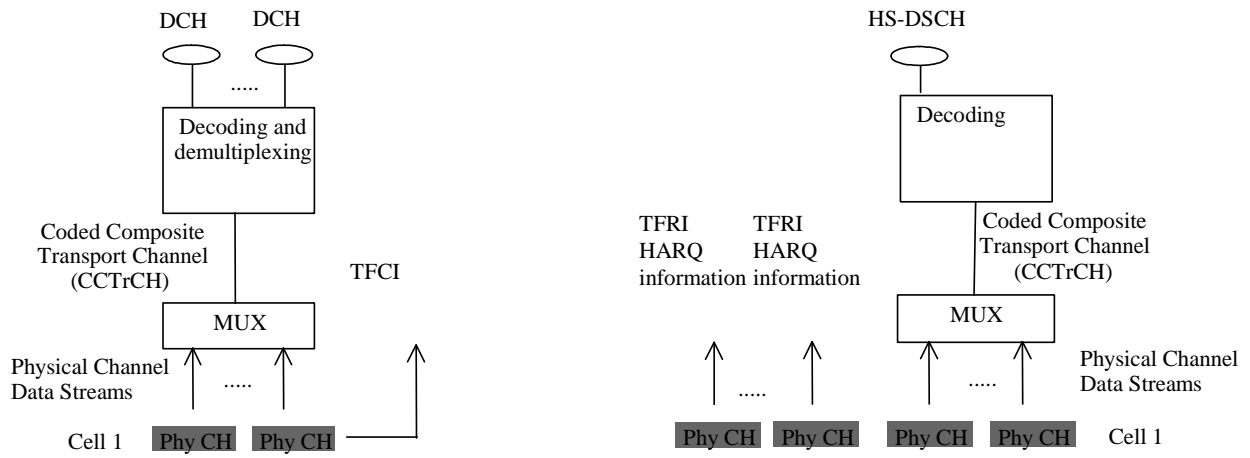 DCH DCH
.....
Decoding and
demultiplexing
Coded Composite
Transport Channel
(CCTrCH)
TFCI
MUX
Physical Channel
Data Streams
.....
Cell 1 Phy CH Phy CH
HS-DSCH
Decoding
TFRI
HARQ
information
TFRI
HARQ
information
Coded Composite
Transport Channel
(CCTrCH)
MUX
Physical Channel
Data Streams
.....
.....
Phy CH Phy CH Phy CH Phy CH Cell 1